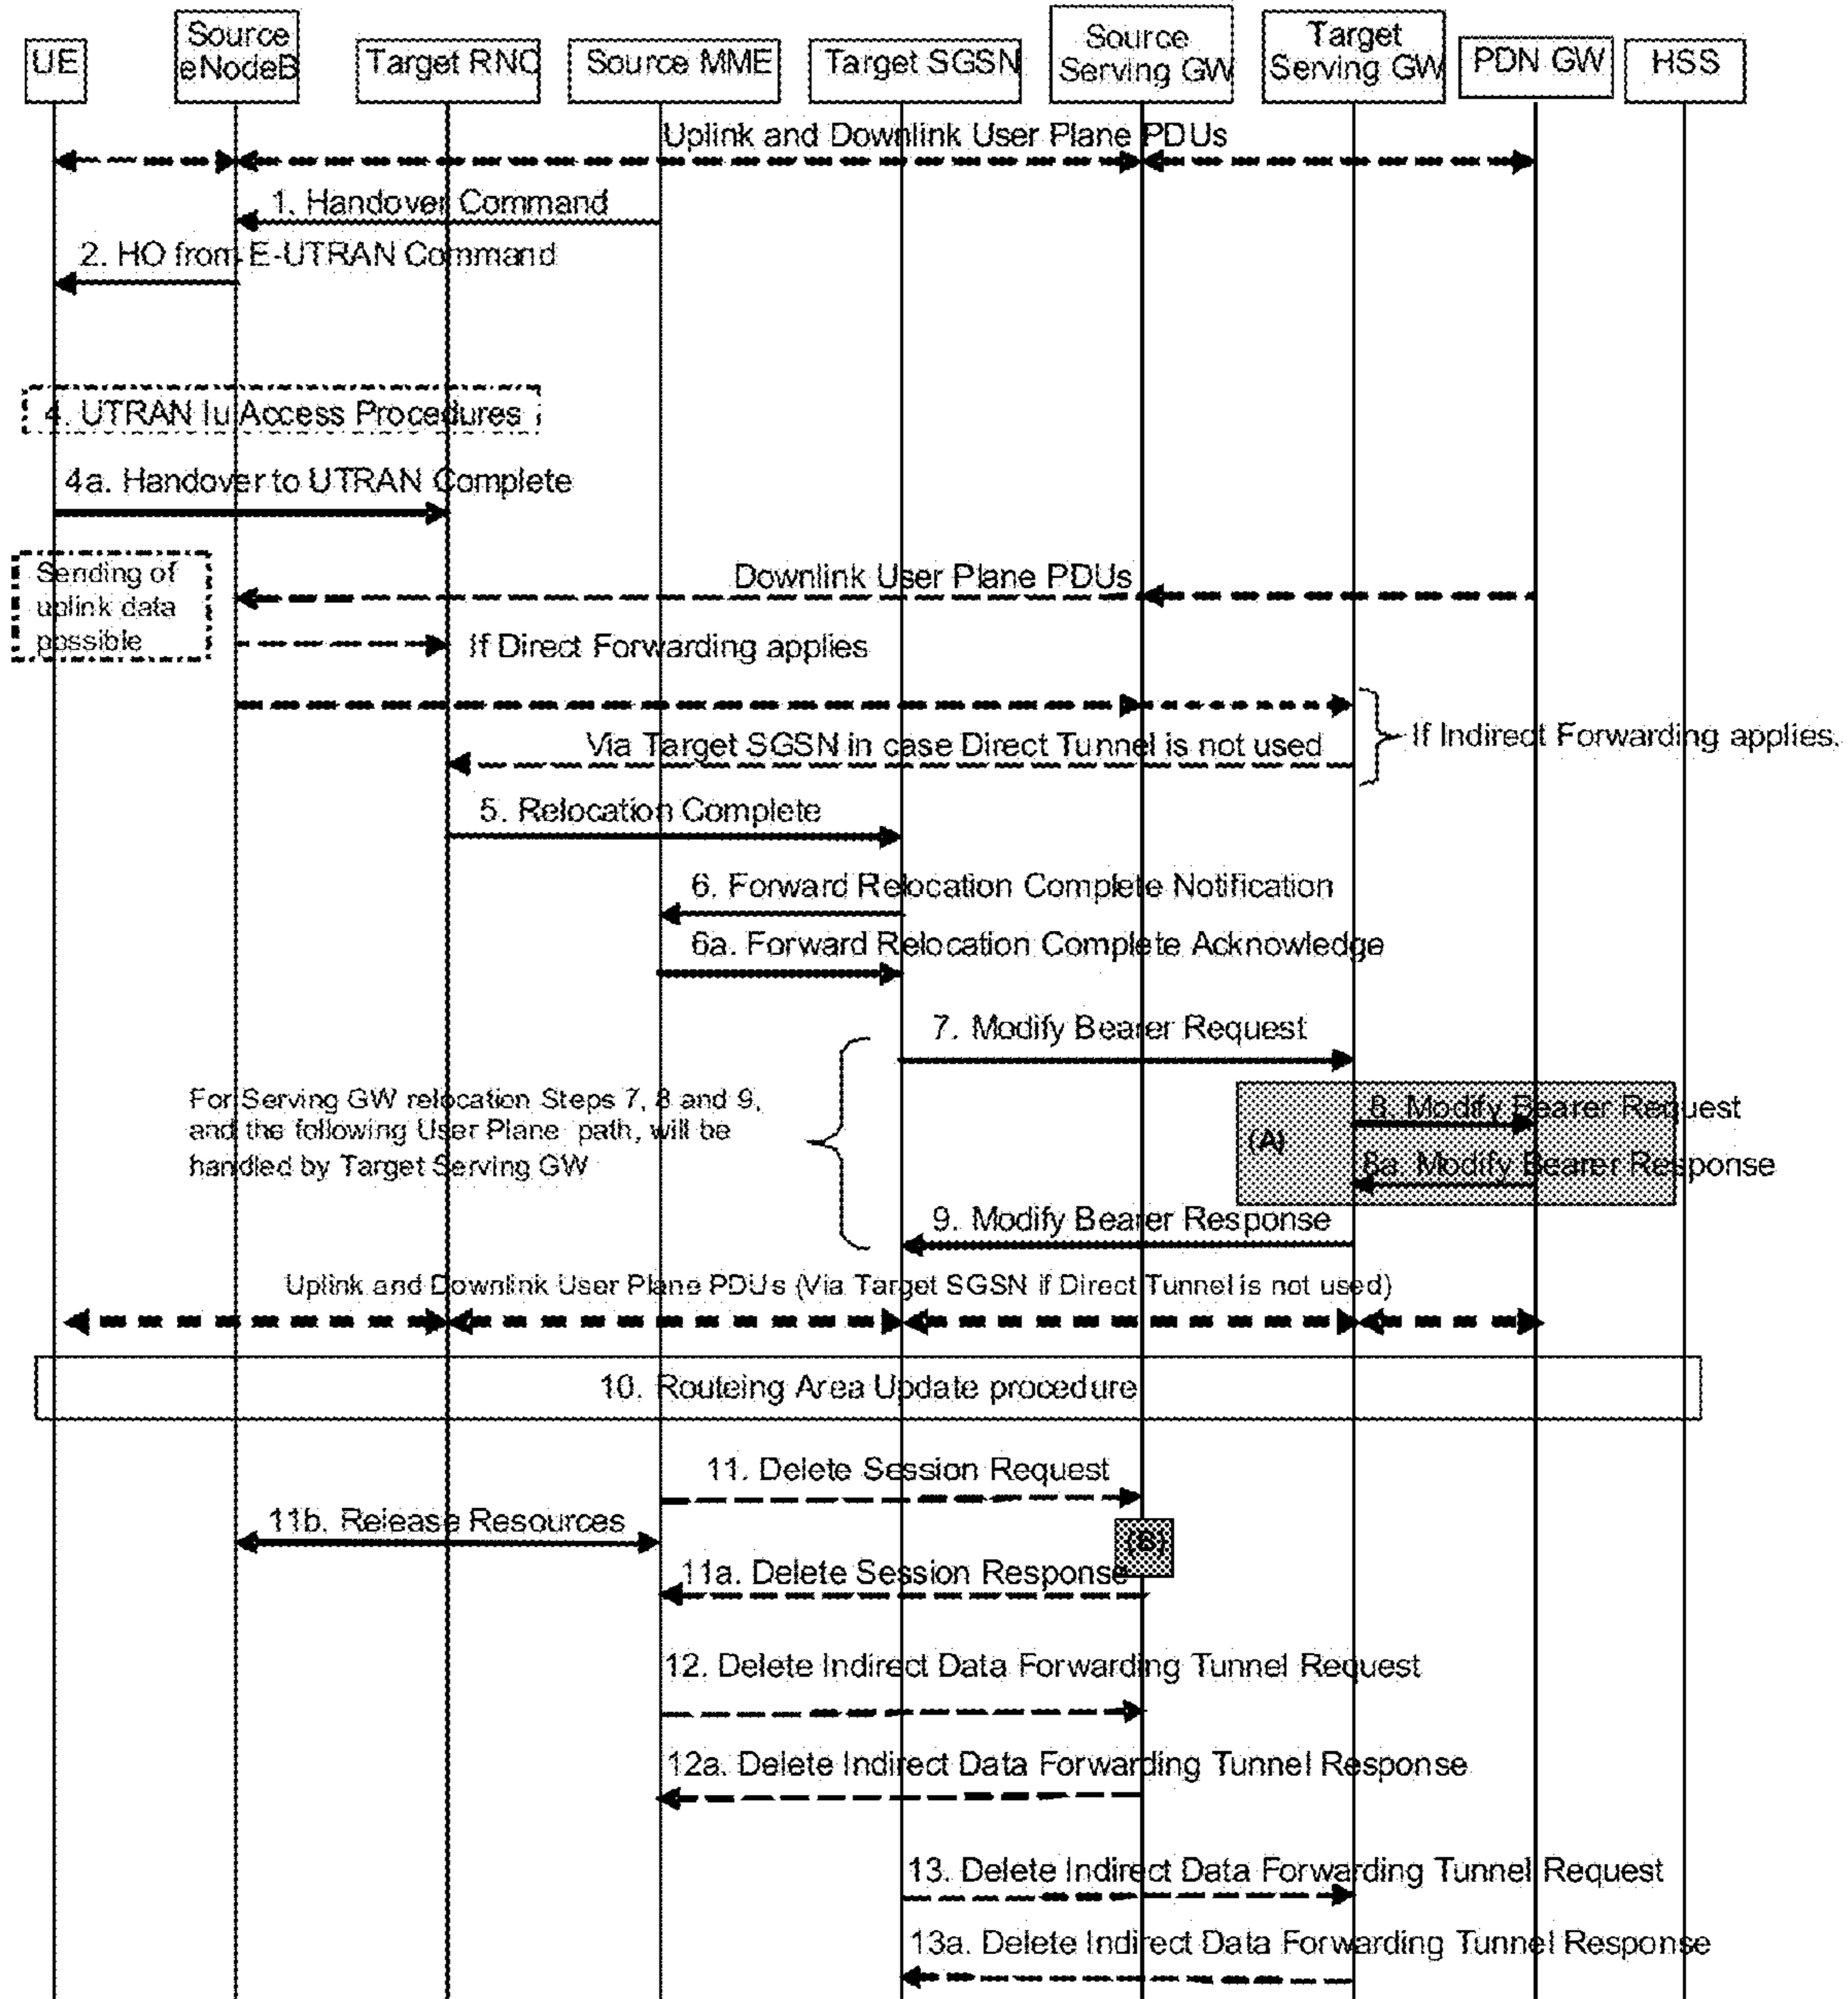 UE
Source
eNodeB
Target RNC
Source MME
Target SGSN
Source
Serving GW
Target
Serving GW
PDN GW
HSS
Uplink and Downlink User Plane PDUs
1. Handover Command
2. HO from E-UTRAN Command
4. UTRAN Iu Access Procedures
4a. Handover to UTRAN Complete
Sending of
uplink data
possible
Downlink User Plane PDUs
If Direct Forwarding applies
Via Target SGSN in case Direct Tunnel is not used
If Indirect Forwarding applies.
5. Relocation Complete
6. Forward Relocation Complete Notification
6a. Forward Relocation Complete Acknowledge
7. Modify Bearer Request
For Serving GW relocation Steps 7, 8 and 9,
and the following User Plane path, will be
handled by Target Serving GW
8. Modify Bearer Request
(A)
8a. Modify Bearer Response
9. Modify Bearer Response
Uplink and Downlink User Plane PDUs (Via Target SGSN if Direct Tunnel is not used)
10. Routeing Area Update procedure
11. Delete Session Request
11b. Release Resources
(B)
11a. Delete Session Response
12. Delete Indirect Data Forwarding Tunnel Request
12a. Delete Indirect Data Forwarding Tunnel Response
13. Delete Indirect Data Forwarding Tunnel Request
13a. Delete Indirect Data Forwarding Tunnel Response